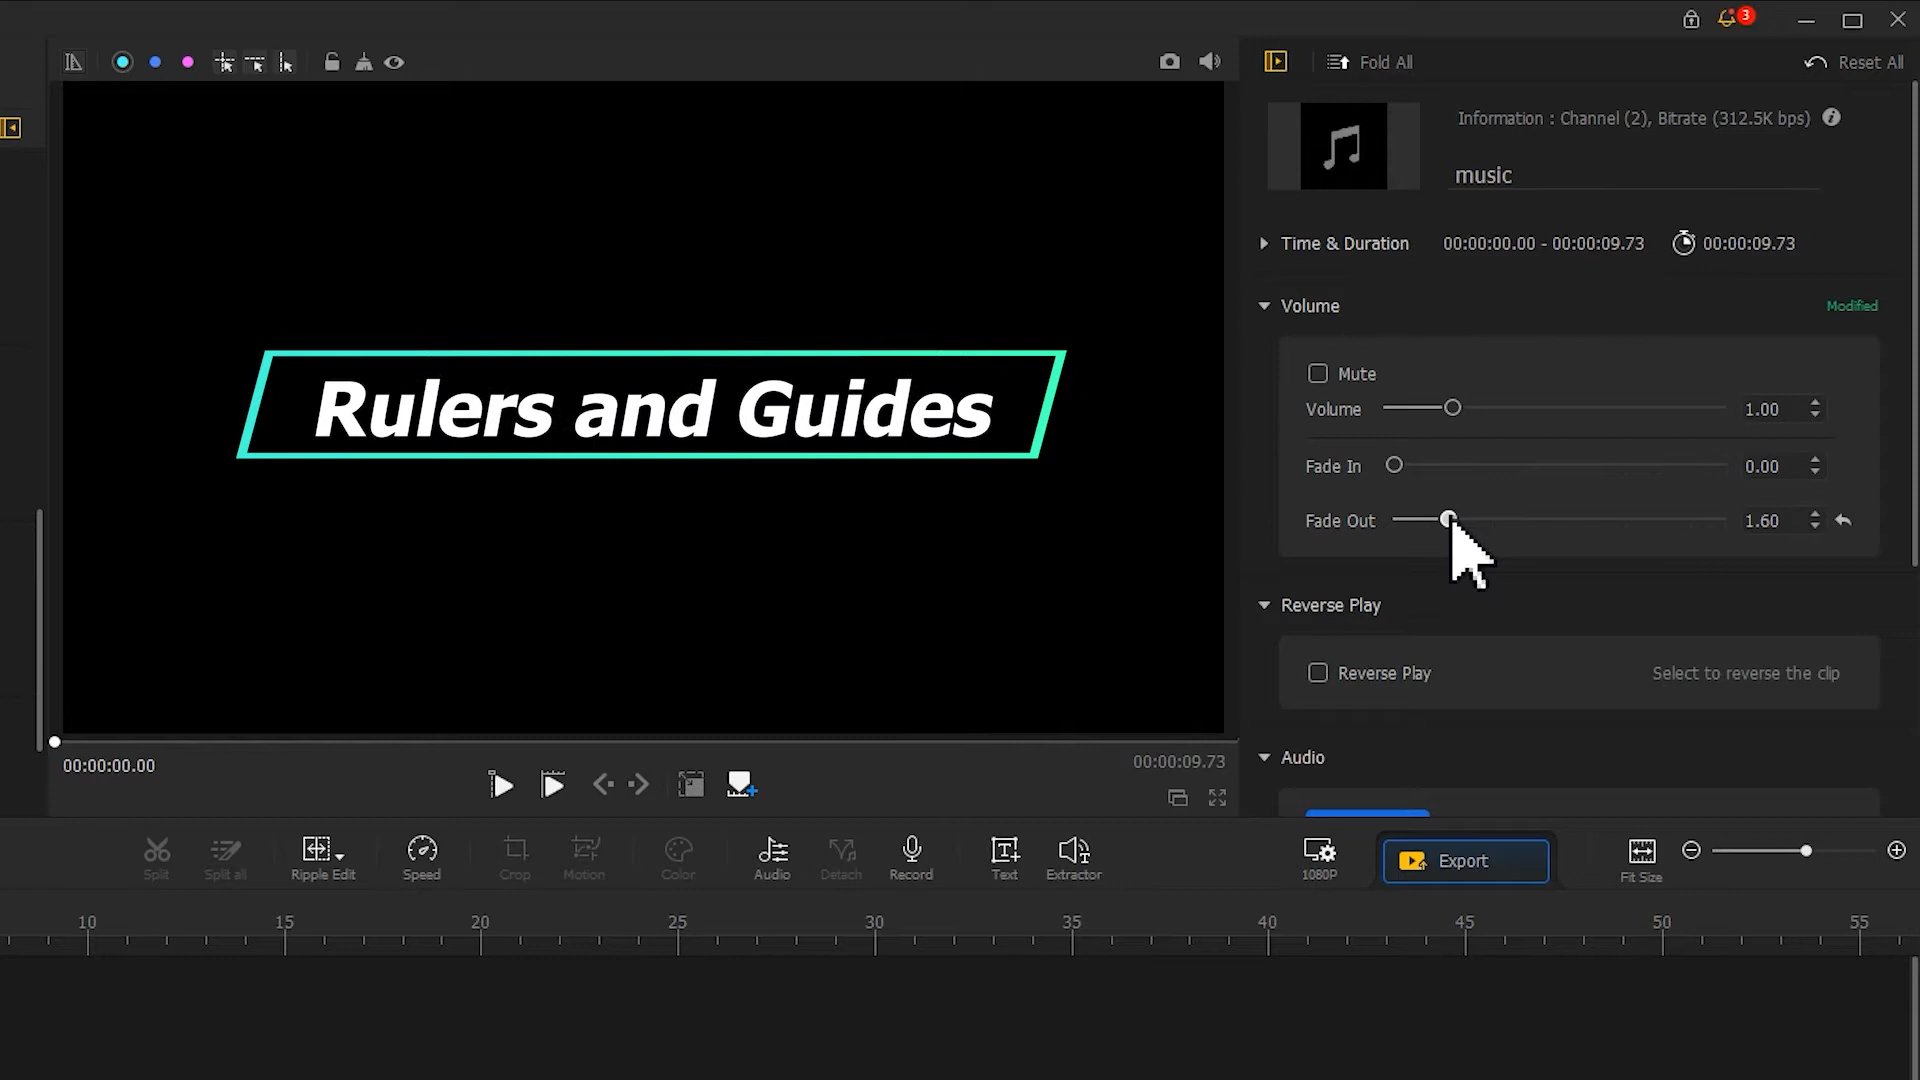 3
Fold All
Reset All
Information : Channel (2), Bitrate (312.5K bps)
music
Time & Duration 00:00:00.00 - 00:00:09.73 00:00:09.73
Volume Modified
Mute
Volume 1.00
Fade In 0.00
Fade Out 1.60
Reverse Play
Reverse Play Select to reverse the clip
Audio
Rulers and Guides
00:00:00.00
00:00:09.73
Split Split all Ripple Edit Speed Crop Motion Color Audio Detach Record Text Extractor 1080P Export Fit Size
10 15 20 25 30 35 40 45 50 55